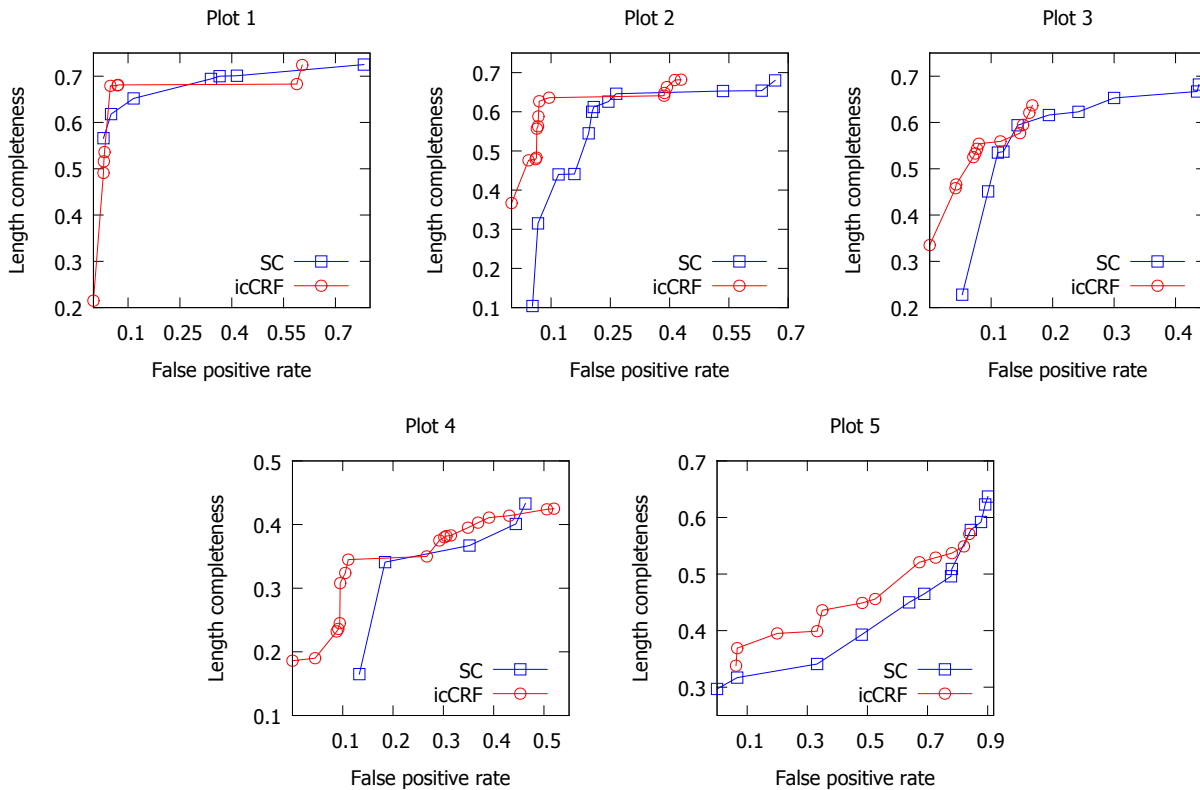 Plot 1
Length completeness
0.7
0.6
0.5
0.4
0.3
0.2
SC
icCRF
0.1 0.25 0.4 0.55 0.7
False positive rate
Plot 2
Length completeness
0.7
0.6
0.5
0.4
0.3
0.2
0.1
SC
icCRF
0.1 0.25 0.4 0.55 0.7
False positive rate
Plot 3
Length completeness
0.7
0.6
0.5
0.4
0.3
0.2
SC
icCRF
0.1 0.2 0.3 0.4
False positive rate
Plot 4
Length completeness
0.5
0.4
0.3
0.2
0.1
SC
icCRF
0.1 0.2 0.3 0.4 0.5
False positive rate
Plot 5
Length completeness
0.7
0.6
0.5
0.4
0.3
SC
icCRF
0.1 0.3 0.5 0.7 0.9
False positive rate